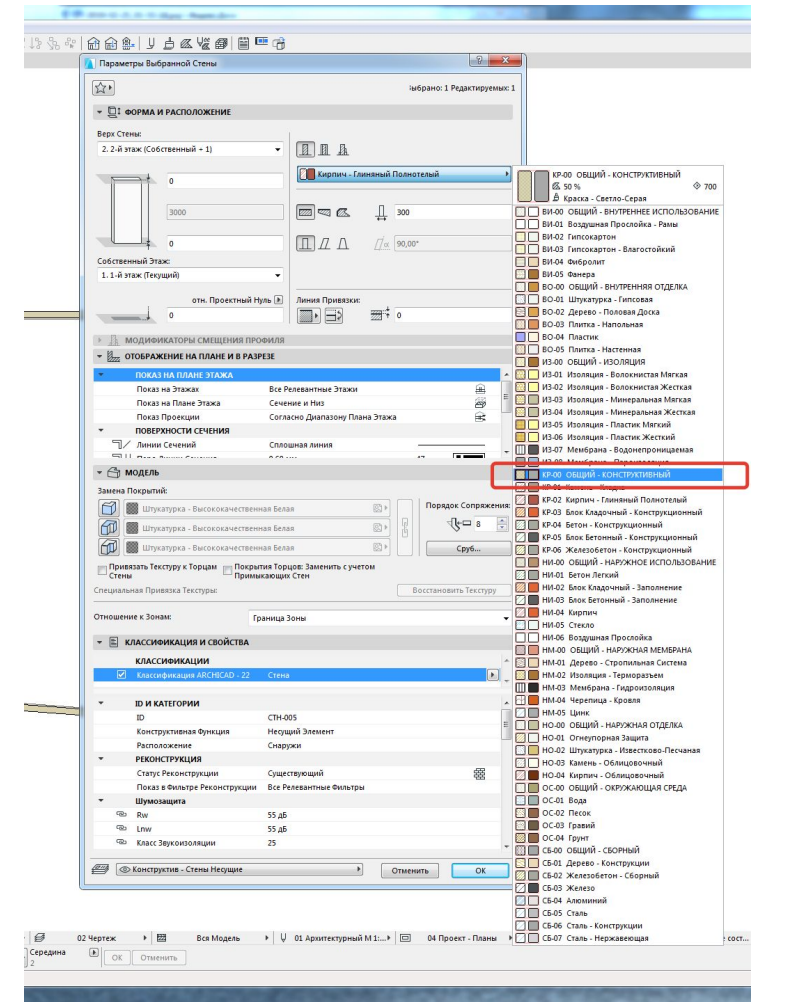 Параметры Выбранной Стены
ыбрано: 1 Редактируемых: 1
ФОРМА И РАСПОЛОЖЕНИЕ
Верх Стены:
2. 2-й этаж (Собственный + 1)
Кирпич - Глиняный Полнотелый
0
3000
300
0
90,00°
Собственный Этаж:
1. 1-й этаж (Текущий)
отн. Проектный Нуль
Линия Привязки:
0
0
МОДИФИКАТОРЫ СМЕЩЕНИЯ ПРОФИЛЯ
ОТОБРАЖЕНИЕ НА ПЛАНЕ И В РАЗРЕЗЕ
ПОКАЗ НА ПЛАНЕ ЭТАЖА
Показ на Этажах Все Релевантные Этажи
Показ на Плане Этажа Сечение и Низ
Показ Проекции Согласно Диапазону Плана Этажа
ПОВЕРХНОСТИ СЕЧЕНИЯ
Линии Сечений Сплошная линия
МОДЕЛЬ
Замена Покрытий:
Штукатурка - Высококачественная Белая
Штукатурка - Высококачественная Белая
Штукатурка - Высококачественная Белая
Порядок Сопряжения:
8
Сруб...
Привязать Текстуру к Торцам Стены
Покрытия Торцов: Заменить с учетом Примыкающих Стен
Специальная Привязка Текстуры:
Восстановить Текстуру
Отношение к Зонам:
Граница Зоны
КЛАССИФИКАЦИЯ И СВОЙСТВА
КЛАССИФИКАЦИИ
Классификация ARCHICAD - 22 Стена
ID И КАТЕГОРИИ
ID СТН-005
Конструктивная Функция Несущий Элемент
Расположение Снаружи
РЕКОНСТРУКЦИЯ
Статус Реконструкции Существующий
Показ в Фильтре Реконструкции Все Релевантные Фильтры
Шумозащита
Rw 55 дБ
Lnw 55 дБ
Класс Звукоизоляции 25
Конструктив - Стены Несущие
Отменить
ОК
КР-00 ОБЩИЙ - КОНСТРУКТИВНЫЙ
50 % 700
Краска - Светло-Серая
ВИ-00 ОБЩИЙ - ВНУТРЕННЕЕ ИСПОЛЬЗОВАНИЕ
ВИ-01 Воздушная Прослойка - Рамы
ВИ-02 Гипсокартон
ВИ-03 Гипсокартон - Влагостойкий
ВИ-04 Фибролит
ВИ-05 Фанера
ВО-00 ОБЩИЙ - ВНУТРЕННЯЯ ОТДЕЛКА
ВО-01 Штукатурка - Гипсовая
ВО-02 Дерево - Половая Доска
ВО-03 Плитка - Напольная
ВО-04 Пластик
ВО-05 Плитка - Настенная
ИЗ-00 ОБЩИЙ - ИЗОЛЯЦИЯ
ИЗ-01 Изоляция - Волокнистая Мягкая
ИЗ-02 Изоляция - Волокнистая Жесткая
ИЗ-03 Изоляция - Минеральная Мягкая
ИЗ-04 Изоляция - Минеральная Жесткая
ИЗ-05 Изоляция - Пластик Мягкий
ИЗ-06 Изоляция - Пластик Жесткий
ИЗ-07 Мембрана - Водонепроницаемая
КР-00 ОБЩИЙ - КОНСТРУКТИВНЫЙ
КР-02 Кирпич - Глиняный Полнотелый
КР-03 Блок Кладочный - Конструкционный
КР-04 Бетон - Конструкционный
КР-05 Блок Бетонный - Конструкционный
КР-06 Железобетон - Конструкционный
НИ-00 ОБЩИЙ - НАРУЖНОЕ ИСПОЛЬЗОВАНИЕ
НИ-01 Бетон Легкий
НИ-02 Блок Кладочный - Заполнение
НИ-03 Блок Бетонный - Заполнение
НИ-04 Кирпич
НИ-05 Стекло
НИ-06 Воздушная Прослойка
НМ-00 ОБЩИЙ - НАРУЖНАЯ МЕМБРАНА
НМ-01 Дерево - Стропильная Система
НМ-02 Изоляция - Терморазъем
НМ-03 Мембрана - Гидроизоляция
НМ-04 Черепица - Кровля
НМ-05 Цинк
НО-00 ОБЩИЙ - НАРУЖНАЯ ОТДЕЛКА
НО-01 Огнеупорная Защита
НО-02 Штукатурка - Известково-Песчаная
НО-03 Камень - Облицовочный
НО-04 Кирпич - Облицовочный
ОС-00 ОБЩИЙ - ОКРУЖАЮЩАЯ СРЕДА
ОС-01 Вода
ОС-02 Песок
ОС-03 Гравий
ОС-04 Грунт
СБ-00 ОБЩИЙ - СБОРНЫЙ
СБ-01 Дерево - Конструкции
СБ-02 Железобетон - Сборный
СБ-03 Железо
СБ-04 Алюминий
СБ-05 Сталь
СБ-06 Сталь - Конструкции
СБ-07 Сталь - Нержавеющая
02 Чертеж Вся Модель 01 Архитектурный М 1:... 04 Проект - Планы е сост...
Середина
2
ОК
Отменить